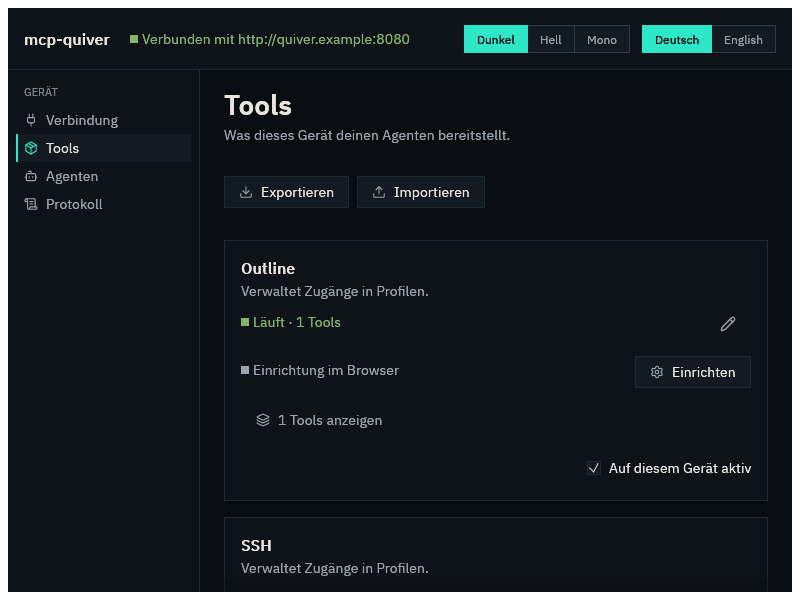 mcp-quiver
Verbunden mit http://quiver.example:8080
Dunkel
Hell
Mono
Deutsch
English
GERÄT
Verbindung
Tools
Agenten
Protokoll
Tools
Was dieses Gerät deinen Agenten bereitstellt.
Exportieren
Importieren
Outline
Verwaltet Zugänge in Profilen.
Läuft · 1 Tools
Einrichtung im Browser
Einrichten
1 Tools anzeigen
Auf diesem Gerät aktiv
SSH
Verwaltet Zugänge in Profilen.